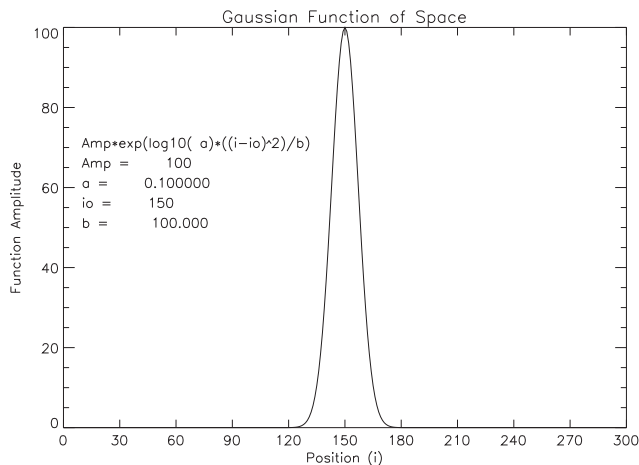 Gaussian Function of Space
100
80
60
40
20
0
Function Amplitude
Amp*exp(log10( a)*((i-io)^2)/b)
Amp = 100
a = 0.100000
io = 150
b = 100.000
0 30 60 90 120 150 180 210 240 270 300
Position (i)